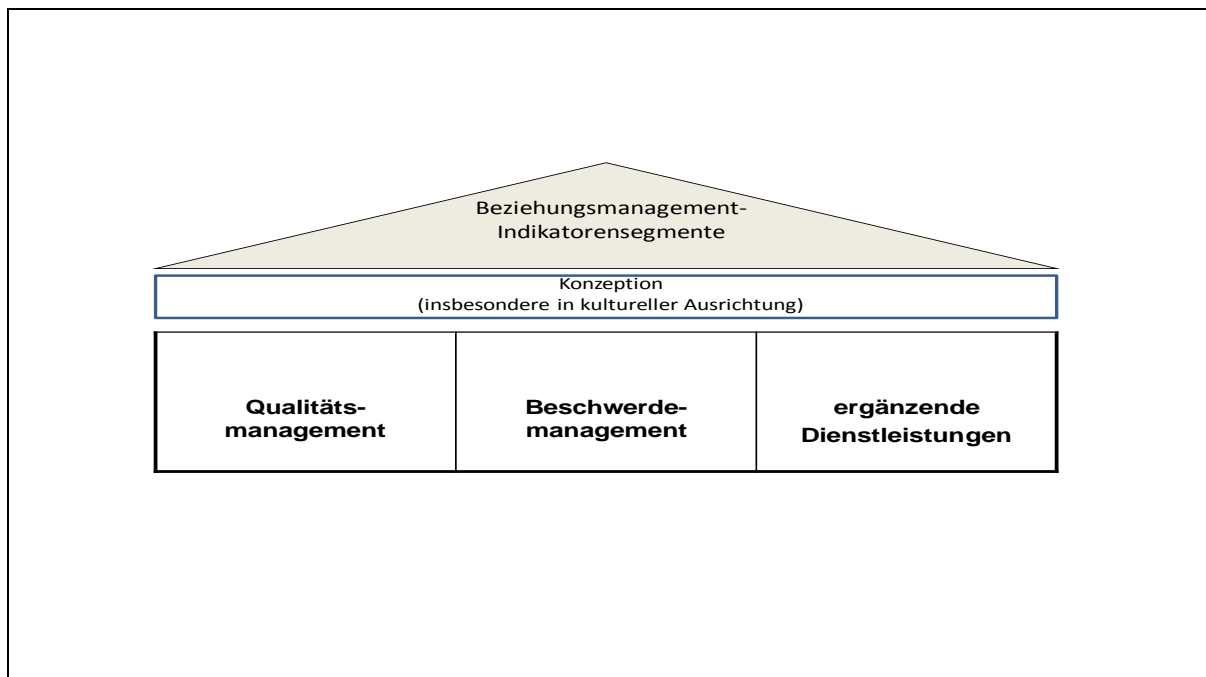 Beziehungsmanagement-
Indikatorensegmente
Konzeption
(insbesondere in kultureller Ausrichtung)
Qualitäts-
management
Beschwerde-
management
ergänzende
Dienstleistungen